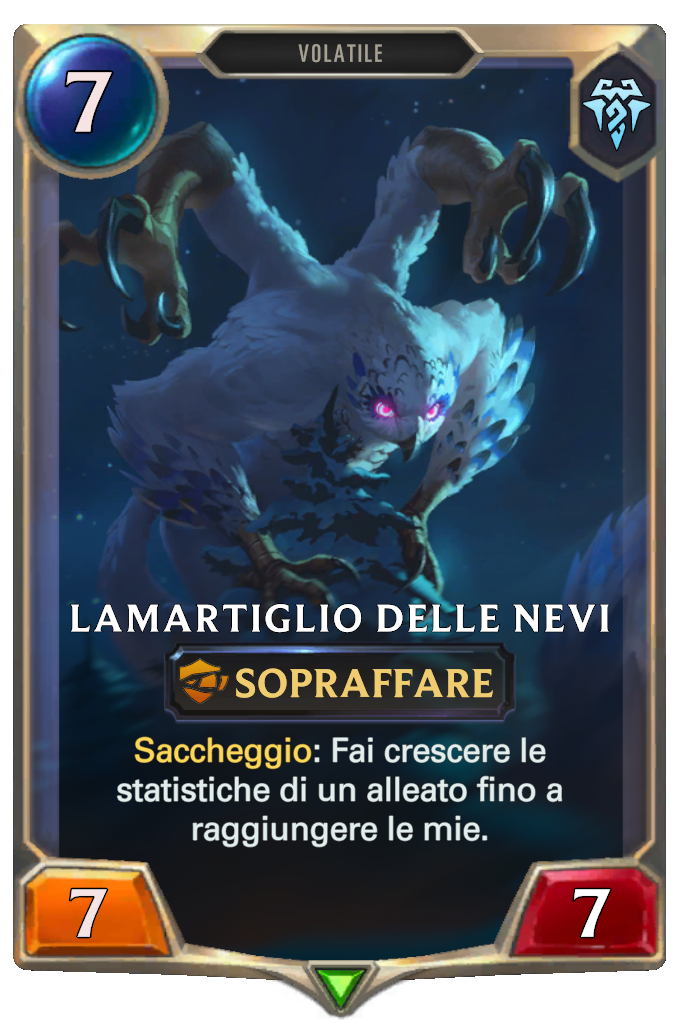 VOLATILE
7
LAMARTIGLIO DELLE NEVI
SOPRAFFARE
Saccheggio: Fai crescere le
statistiche di un alleato fino a
raggiungere le mie.
7
7